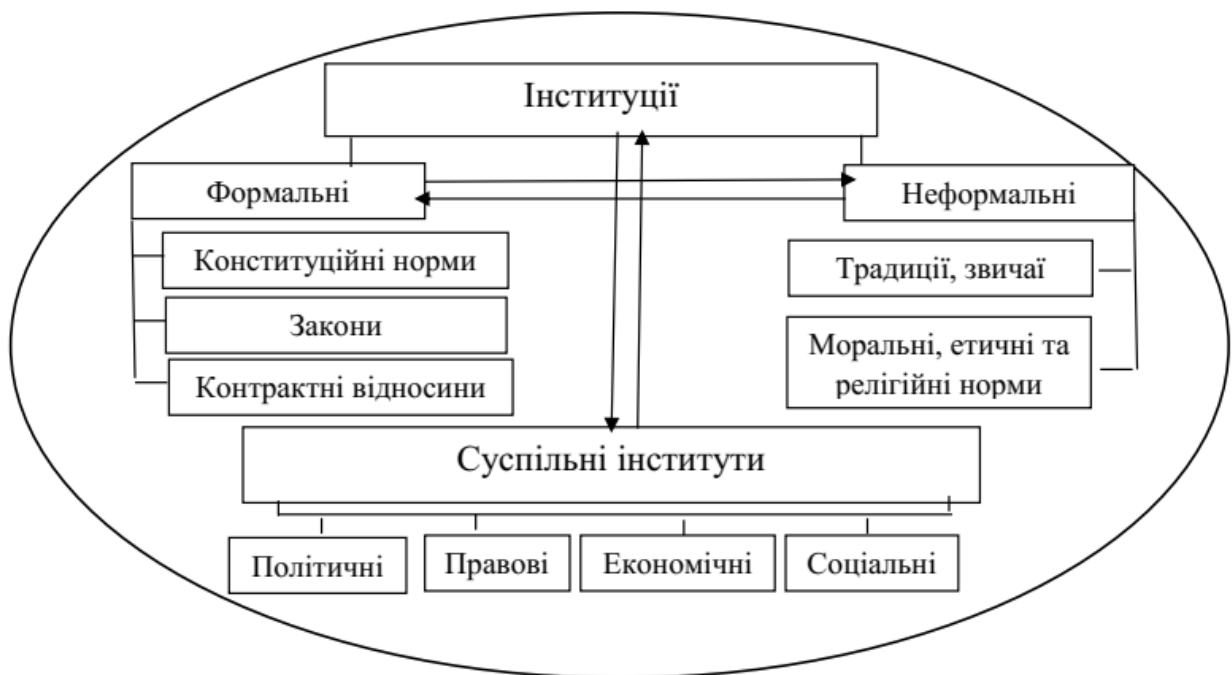 Інституції
Формальні
Неформальні
Конституційні норми
Традиції, звичаї
Закони
Моральні, етичні та
релігійні норми
Контрактні відносини
Суспільні інститути
Політичні
Правові
Економічні
Соціальні